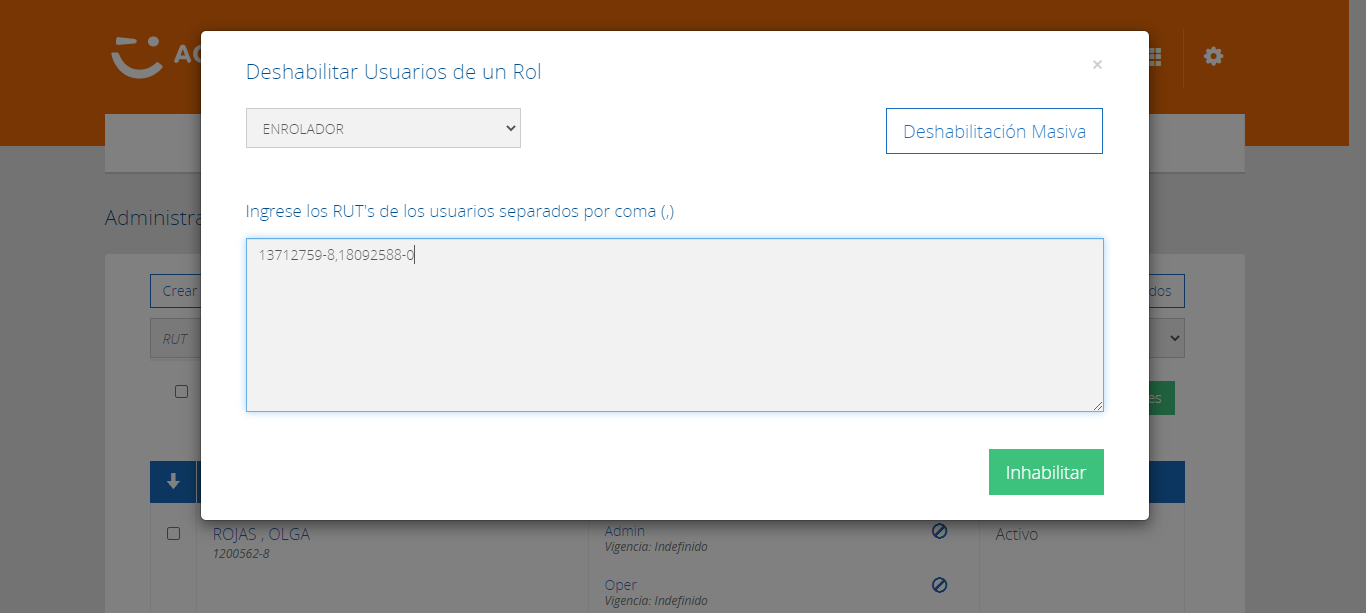 AC
Deshabilitar Usuarios de un Rol
×
ENROLADOR
Deshabilitación Masiva
Administra
Ingrese los RUT's de los usuarios separados por coma (,)
13712759-8,18092588-0
Crear
dos
RUT
es
Inhabilitar
ROJAS , OLGA
1200562-8
Admin
Vigencia: Indefinido
Activo
Oper
Vigencia: Indefinido